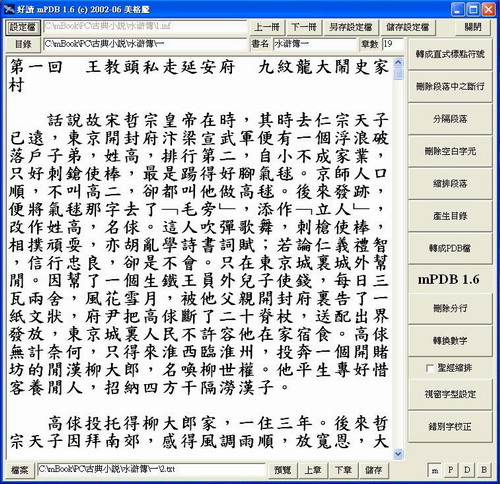 好讀 mPDB 1.6 (c) 2002-06 美格騰
設定檔 C:\mBook\PC\古典小說\1.inf 上一冊 下一冊 另存設定檔 儲存設定檔 關閉
目錄 C:\mBook\PC\古典小說\水滸傳\一\ 書名 水滸傳一 章數 19
第一回　王教頭私走延安府　九紋龍大鬧史家
村
話說故宋哲宗皇帝在時，其時去仁宗天子
已遠，東京開封府汴梁宣武軍便有一個浮浪破
落戶子弟，姓高，排行第二，自小不成家業，
只好刺鎗使棒，最是踢得好腳氣毬。京師人口
順，不叫高二，卻都叫他做高毬。後來發跡，
便將氣毬那字去了「毛旁」，添作「立人」，
改作姓高，名俅。這人吹彈歌舞，刺鎗使棒，
相撲頑耍，亦胡亂學詩書詞賦；若論仁義禮智
，信行忠良，卻是不會。只在東京城裏城外幫
閒。因幫了一個生鐵王員外兒子使錢，每日三
瓦兩舍，風花雪月，被他父親開封府裏告了一
紙文狀，府尹把高俅斷了二十脊杖，送配出界
發放，東京城裏人民不許容他在家宿食。高俅
無計奈何，只得來淮西臨淮州，投奔一個開賭
坊的閒漢柳大郎，名喚柳世權。他平生專好惜
客養閒人，招納四方干隔澇漢子。
高俅投托得柳大郎家，一住三年。後來哲
宗天子因拜南郊，感得風調雨順，放寬恩，大
轉成直式標點符號
刪除段落中之斷行
分隔段落
刪除空白字元
縮排段落
產生目錄
轉成PDB檔
mPDB 1.6
刪除分行
轉換數字
聖經縮排
視窗字型設定
錯別字校正
檔案 C:\mBook\PC\古典小說\水滸傳\一\2.txt 預覽 上章 下章 儲存 m P D B